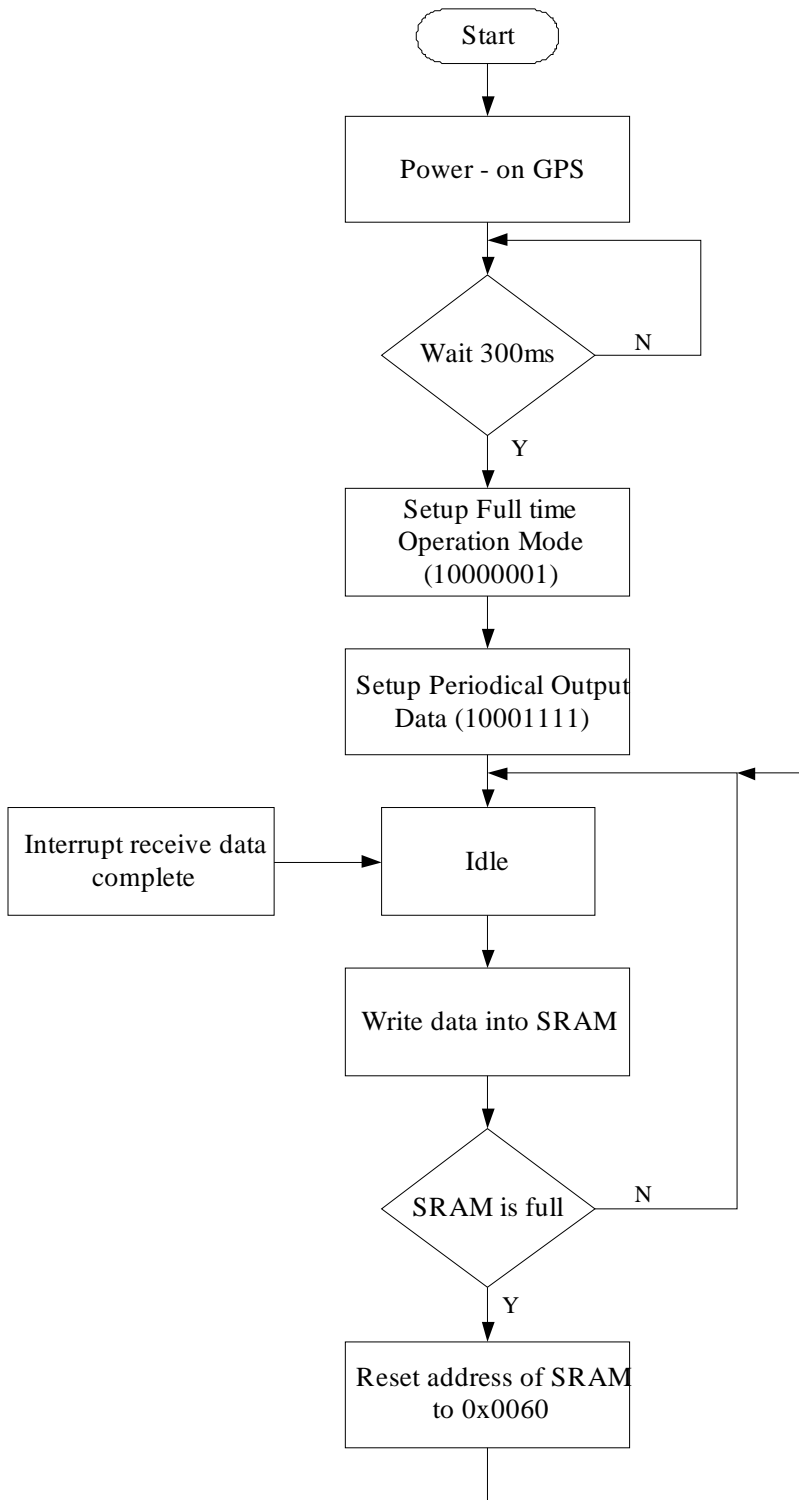 Start
Power - on GPS
Wait 300ms
N
Y
Setup Full time
Operation Mode
(10000001)
Setup Periodical Output
Data (10001111)
Interrupt receive data
complete
Idle
Write data into SRAM
SRAM is full
N
Y
Reset address of SRAM
to 0x0060